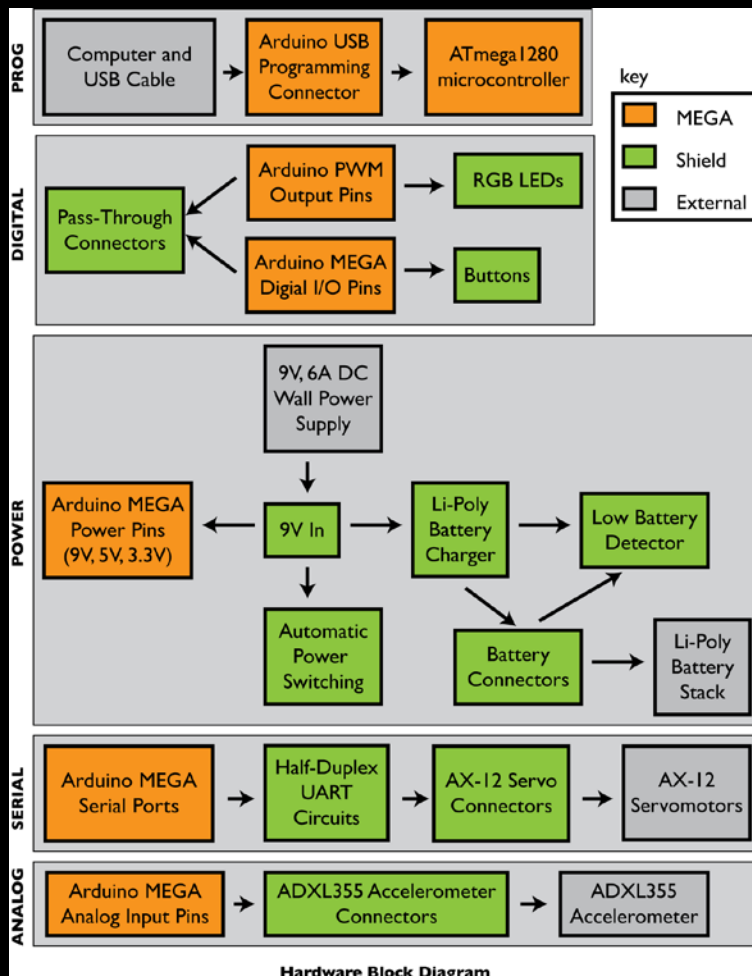 PROG
Computer and
USB Cable
Arduino USB
Programming
Connector
ATmega1280
microcontroller
key
MEGA
Shield
External
DIGITAL
Pass-Through
Connectors
Arduino PWM
Output Pins
RGB LEDs
Arduino MEGA
Digial I/O Pins
Buttons
POWER
9V, 6A DC
Wall Power
Supply
Arduino MEGA
Power Pins
(9V, 5V, 3.3V)
9V In
Li-Poly
Battery
Charger
Low Battery
Detector
Automatic
Power
Switching
Battery
Connectors
Li-Poly
Battery
Stack
SERIAL
Arduino MEGA
Serial Ports
Half-Duplex
UART
Circuits
AX-12 Servo
Connectors
AX-12
Servomotors
ANALOG
Arduino MEGA
Analog Input Pins
ADXL355 Accelerometer
Connectors
ADXL355
Accelerometer
Hardware Block Diagram